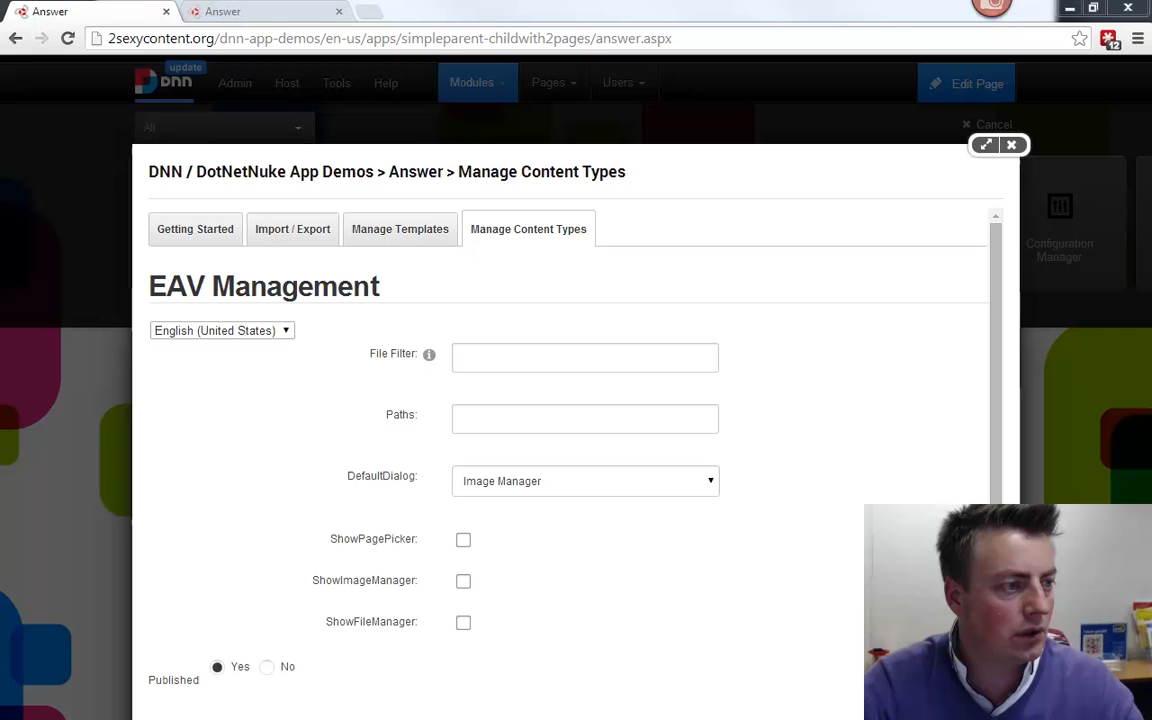 Answer
Answer
2sexycontent.org/dnn-app-demos/en-us/apps/simpleparent-childwith2pages/answer.aspx
12
update
DNN
Admin
Host
Tools
Help
Modules
Pages
Users
Edit Page
All
Cancel
DNN / DotNetNuke App Demos > Answer > Manage Content Types
Getting Started
Import / Export
Manage Templates
Manage Content Types
Configuration
Manager
EAV Management
English (United States)
File Filter:
Paths:
DefaultDialog:
Image Manager
ShowPagePicker:
ShowImageManager:
ShowFileManager:
Yes
No
Published